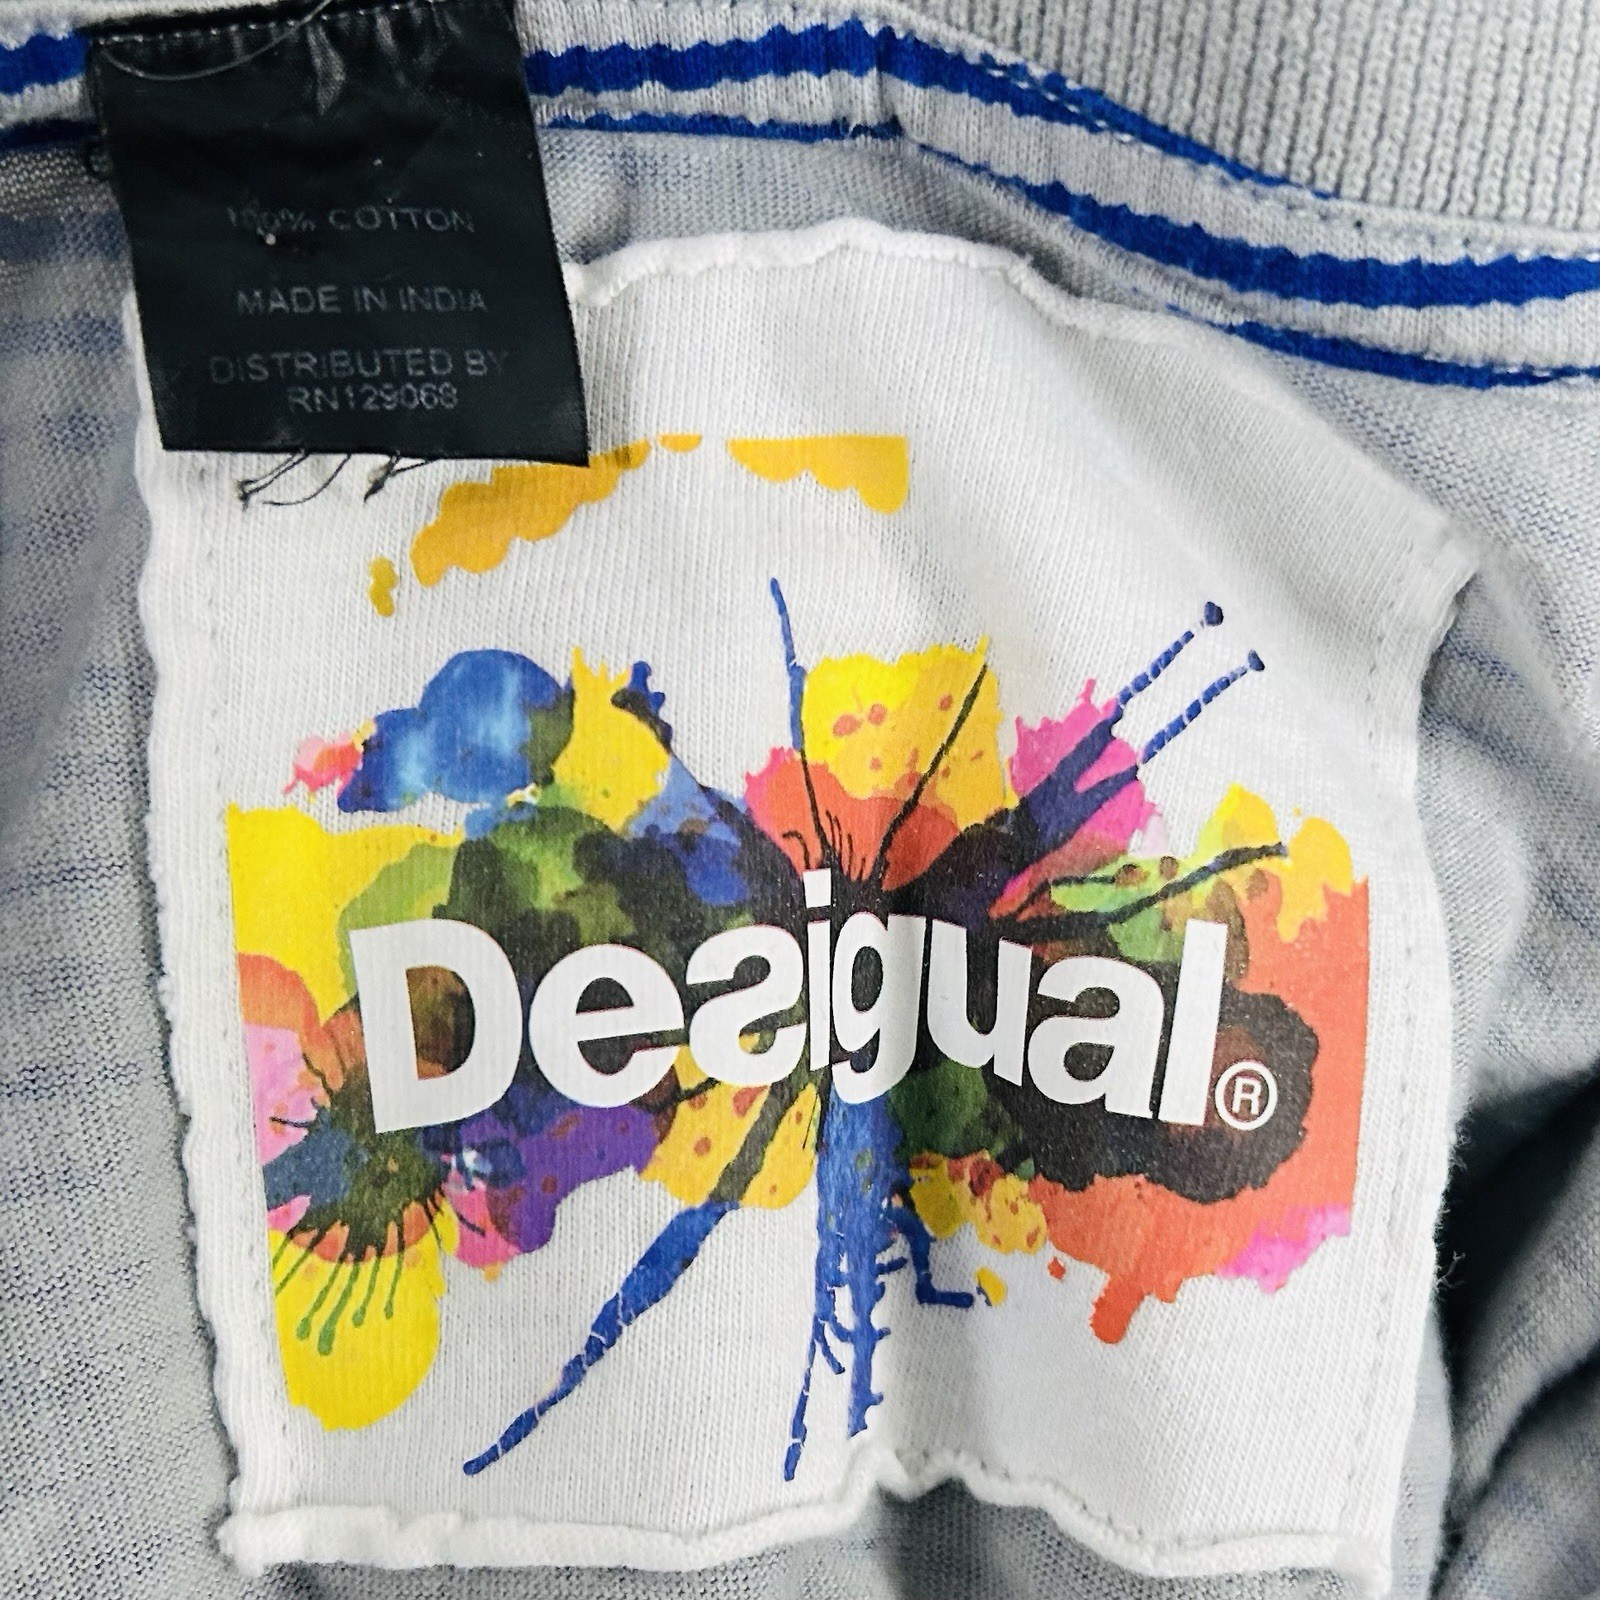 100% COTTON
MADE IN INDIA
DISTRIBUTED BY
RN129068
Desigual®